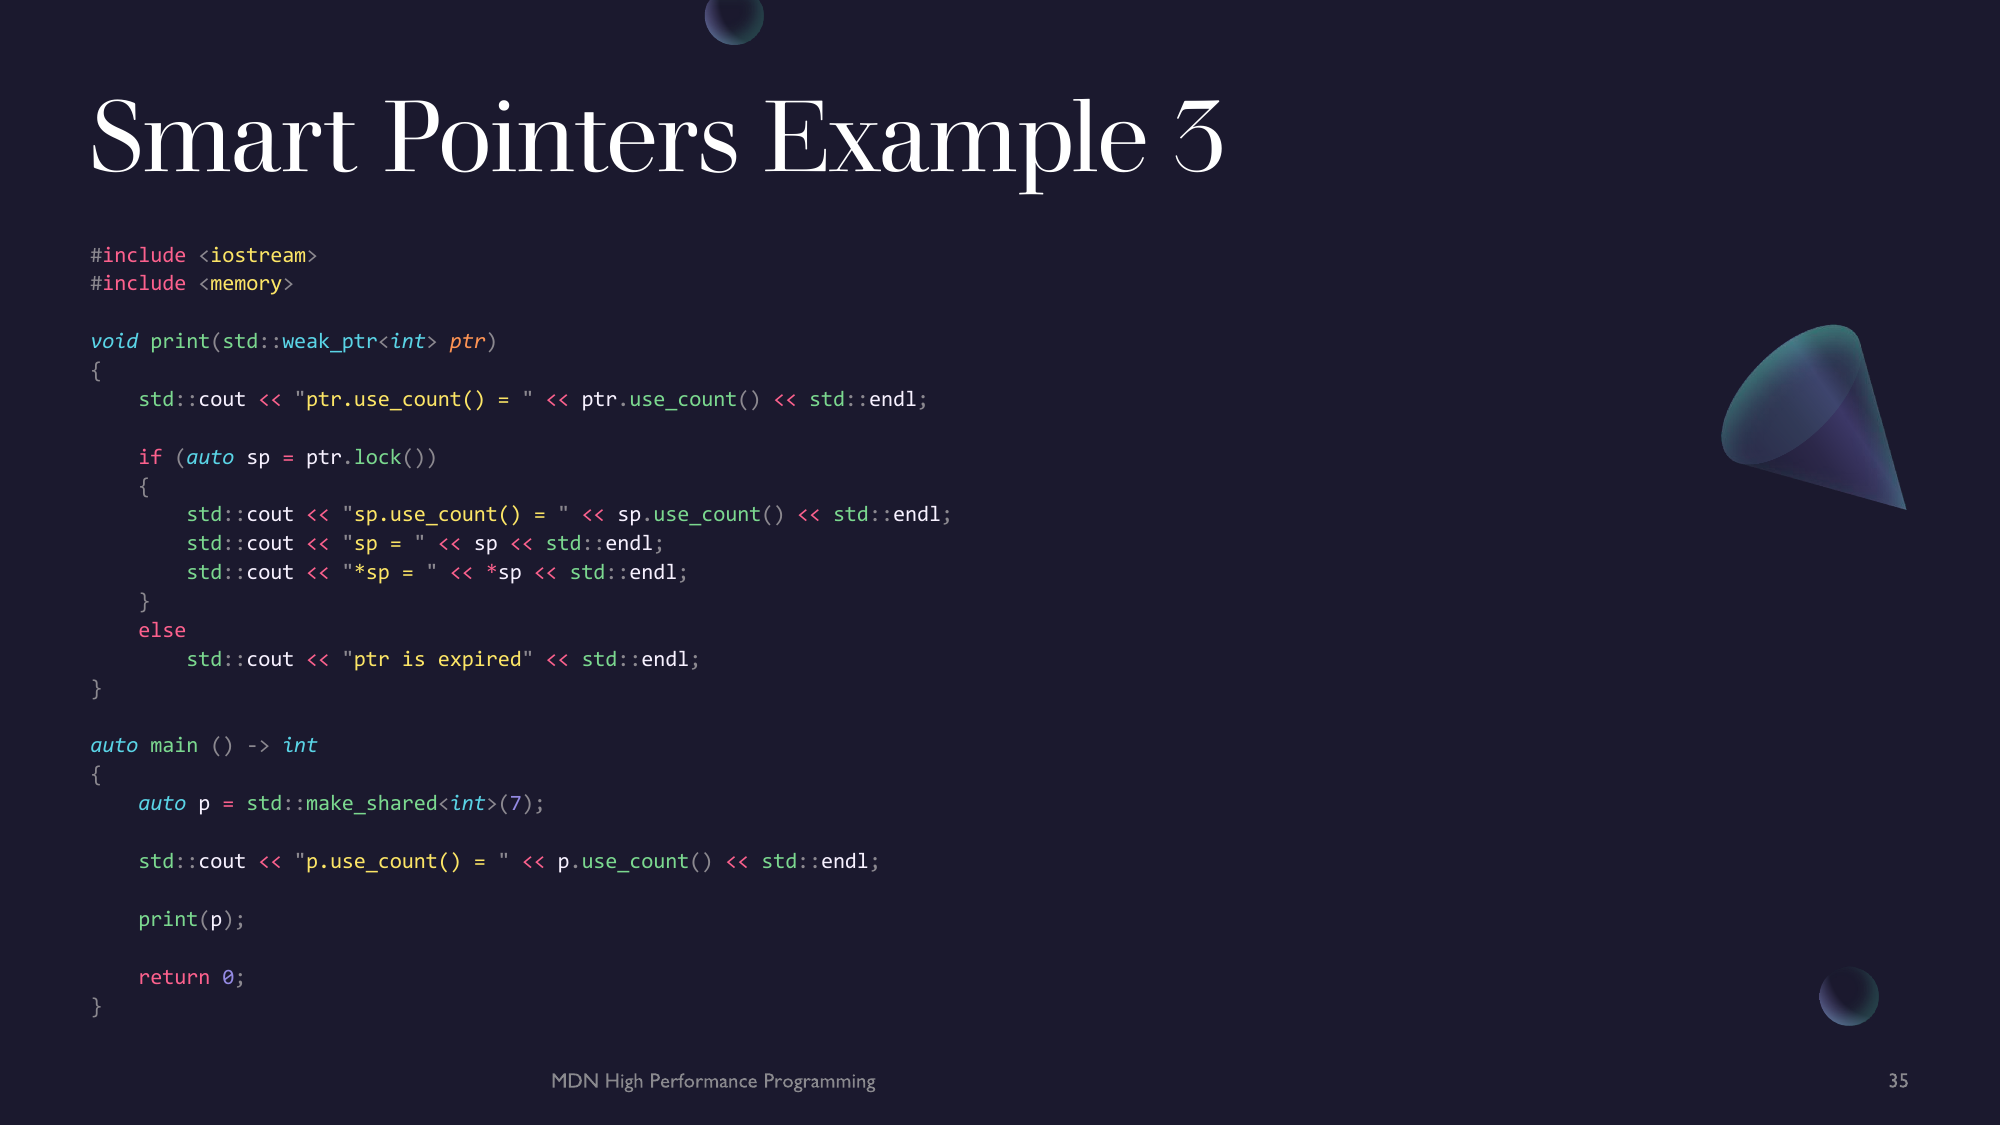 Smart Pointers Example 3
#include <iostream>
#include <memory>
void print(std::weak_ptr<int> ptr)
{
    std::cout << "ptr.use_count() = " << ptr.use_count() << std::endl;
    if (auto sp = ptr.lock())
    {
        std::cout << "sp.use_count() = " << sp.use_count() << std::endl;
        std::cout << "sp = " << sp << std::endl;
        std::cout << "*sp = " << *sp << std::endl;
    }
    else
        std::cout << "ptr is expired" << std::endl;
}
auto main () -> int
{
    auto p = std::make_shared<int>(7);
    std::cout << "p.use_count() = " << p.use_count() << std::endl;
    print(p);
    return 0;
}
MDN High Performance Programming
35